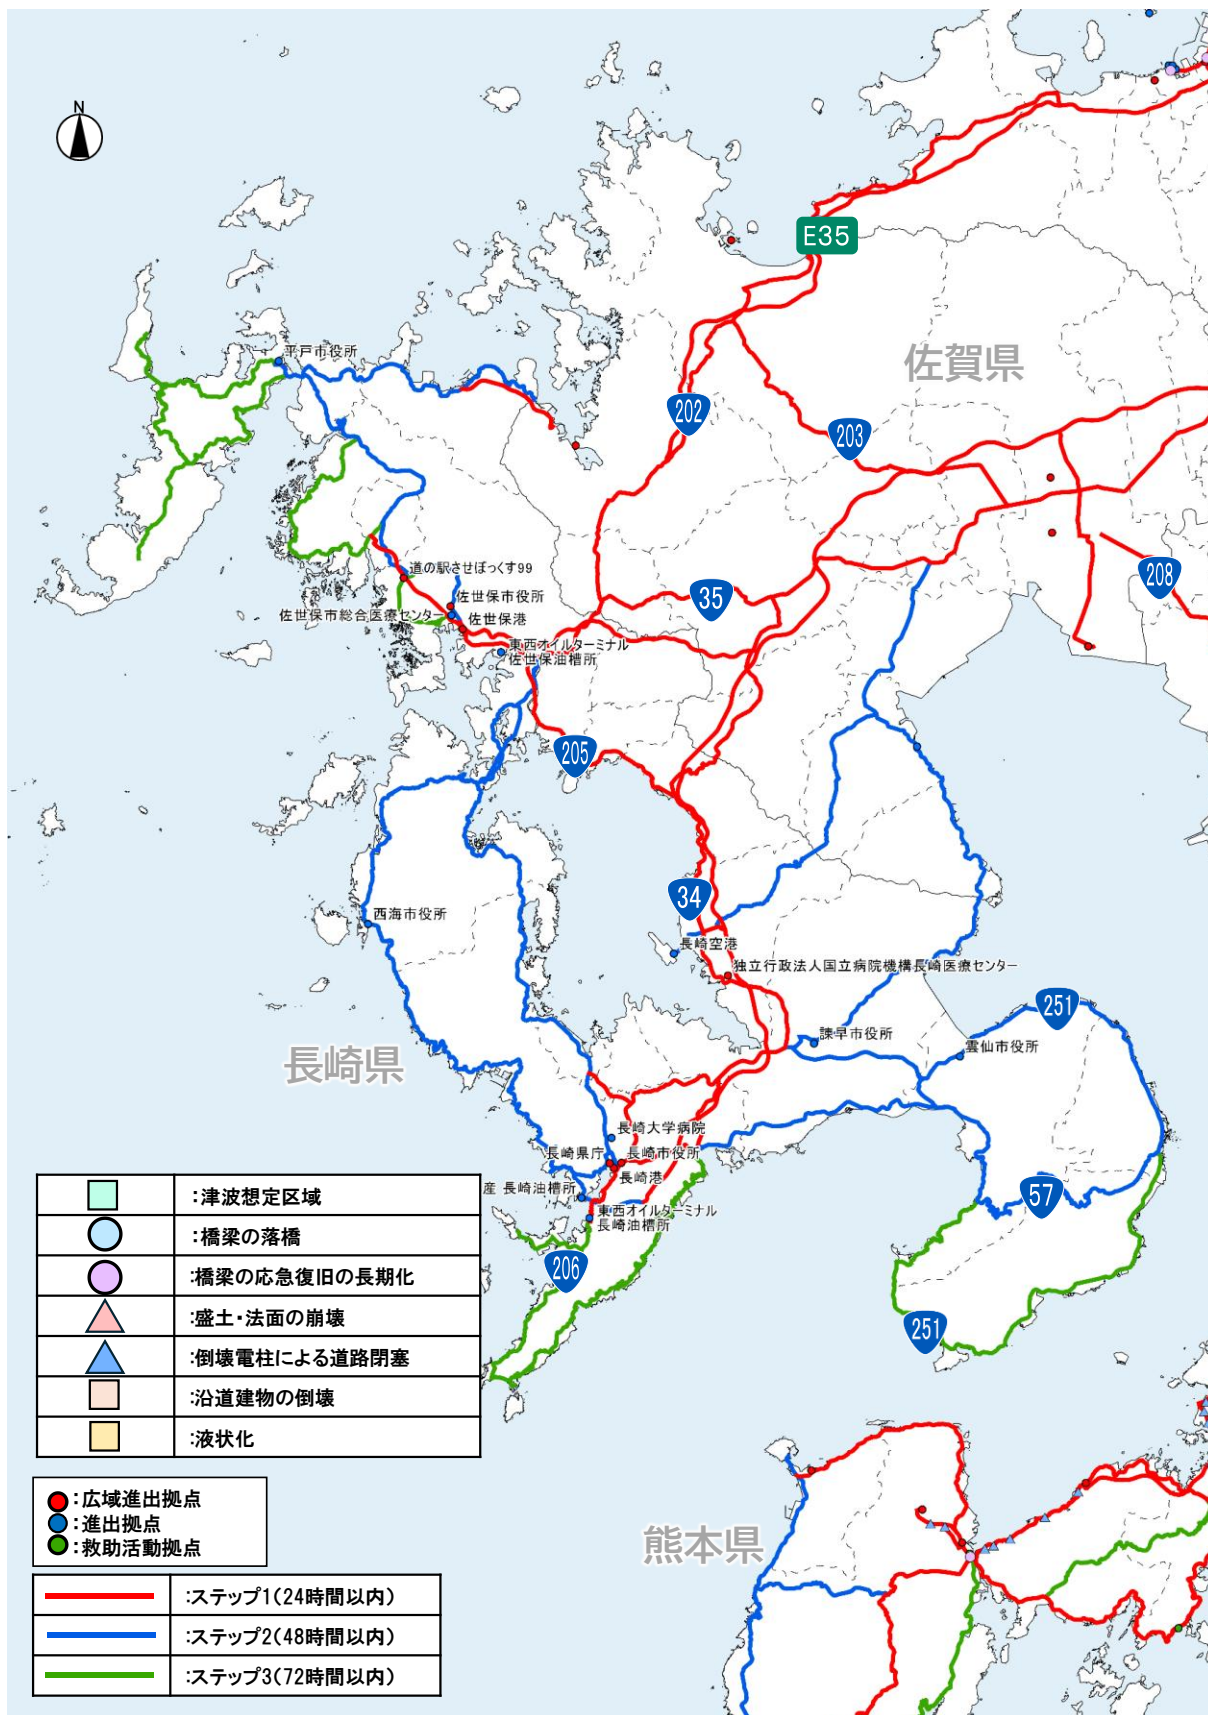 N
E35
佐賀県
平戸市役所
202
203
道の駅させぼっくす99
208
35
佐世保市役所
佐世保市総合医療センター
佐世保港
東西オイルターミナル
佐世保油槽所
205
34
西海市役所
長崎空港
独立行政法人国立病院機構長崎医療センター
251
諫早市役所
雲仙市役所
長崎県
長崎大学病院
長崎県庁
長崎市役所
長崎港
産 長崎油槽所
東西オイルターミナル
長崎油槽所
57
206
251
:津波想定区域
:橋梁の落橋
:橋梁の応急復旧の長期化
:盛土・法面の崩壊
:倒壊電柱による道路閉塞
:沿道建物の倒壊
:液状化
:広域進出拠点
:進出拠点
:救助活動拠点
熊本県
:ステップ1(24時間以内)
:ステップ2(48時間以内)
:ステップ3(72時間以内)